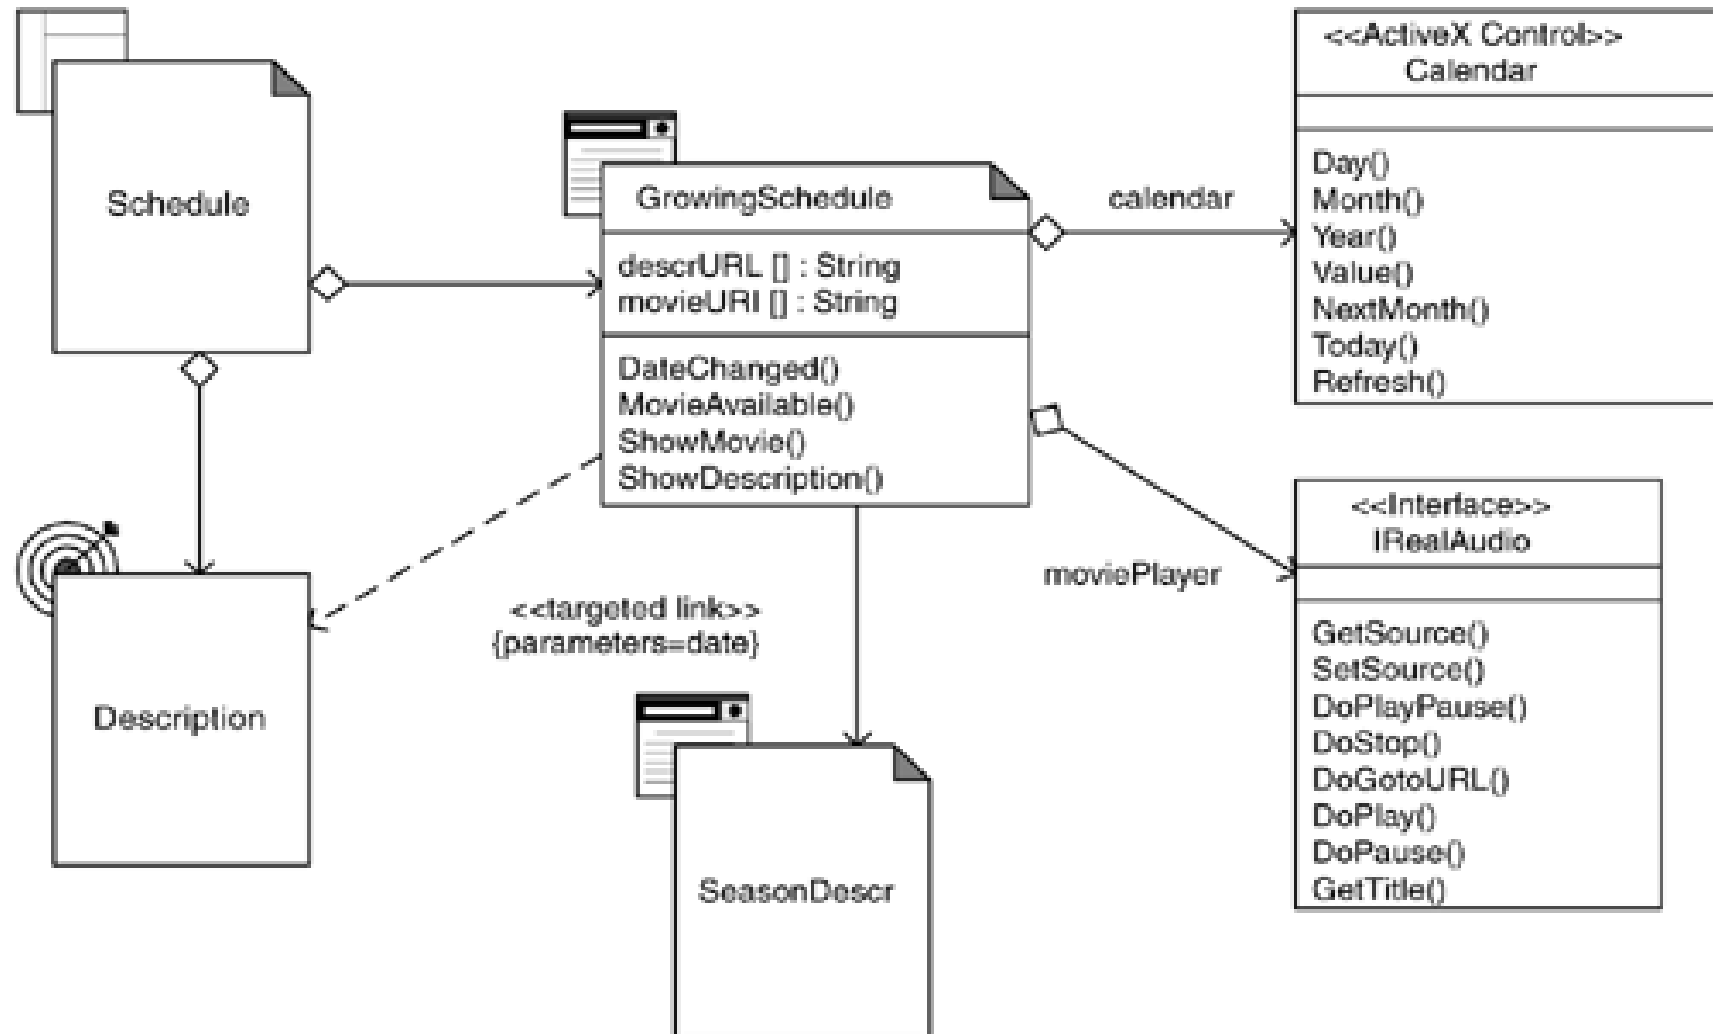 Schedule
GrowingSchedule
descrURL [] : String
movieURI [] : String
DateChanged()
MovieAvailable()
ShowMovie()
ShowDescription()
calendar
<<ActiveX Control>>
Calendar
Day()
Month()
Year()
Value()
NextMonth()
Today()
Refresh()
moviePlayer
<<Interface>>
IRealAudio
GetSource()
SetSource()
DoPlayPause()
DoStop()
DoGotoURL()
DoPlay()
DoPause()
GetTitle()
<<targeted link>>
{parameters=date}
Description
SeasonDescr